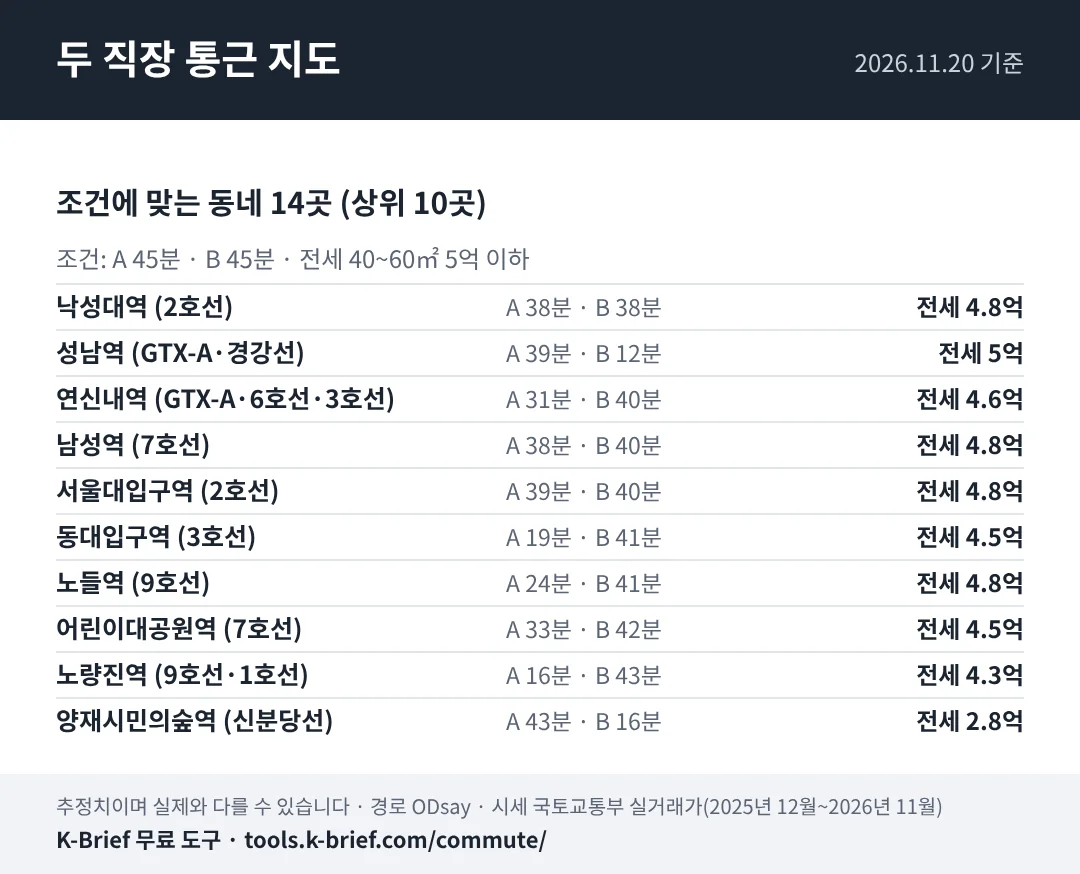 두 직장 통근 지도
2026.11.20 기준
조건에 맞는 동네 14곳 (상위 10곳)
조건: A 45분 · B 45분 · 전세 40~60㎡ 5억 이하
낙성대역 (2호선) A 38분 · B 38분 전세 4.8억
성남역 (GTX-A·경강선) A 39분 · B 12분 전세 5억
연신내역 (GTX-A·6호선·3호선) A 31분 · B 40분 전세 4.6억
남성역 (7호선) A 38분 · B 40분 전세 4.8억
서울대입구역 (2호선) A 39분 · B 40분 전세 4.8억
동대입구역 (3호선) A 19분 · B 41분 전세 4.5억
노들역 (9호선) A 24분 · B 41분 전세 4.8억
어린이대공원역 (7호선) A 33분 · B 42분 전세 4.5억
노량진역 (9호선·1호선) A 16분 · B 43분 전세 4.3억
양재시민의숲역 (신분당선) A 43분 · B 16분 전세 2.8억
추정치이며 실제와 다를 수 있습니다 · 경로 ODsay · 시세 국토교통부 실거래가(2025년 12월~2026년 11월)
K-Brief 무료 도구 · tools.k-brief.com/commute/